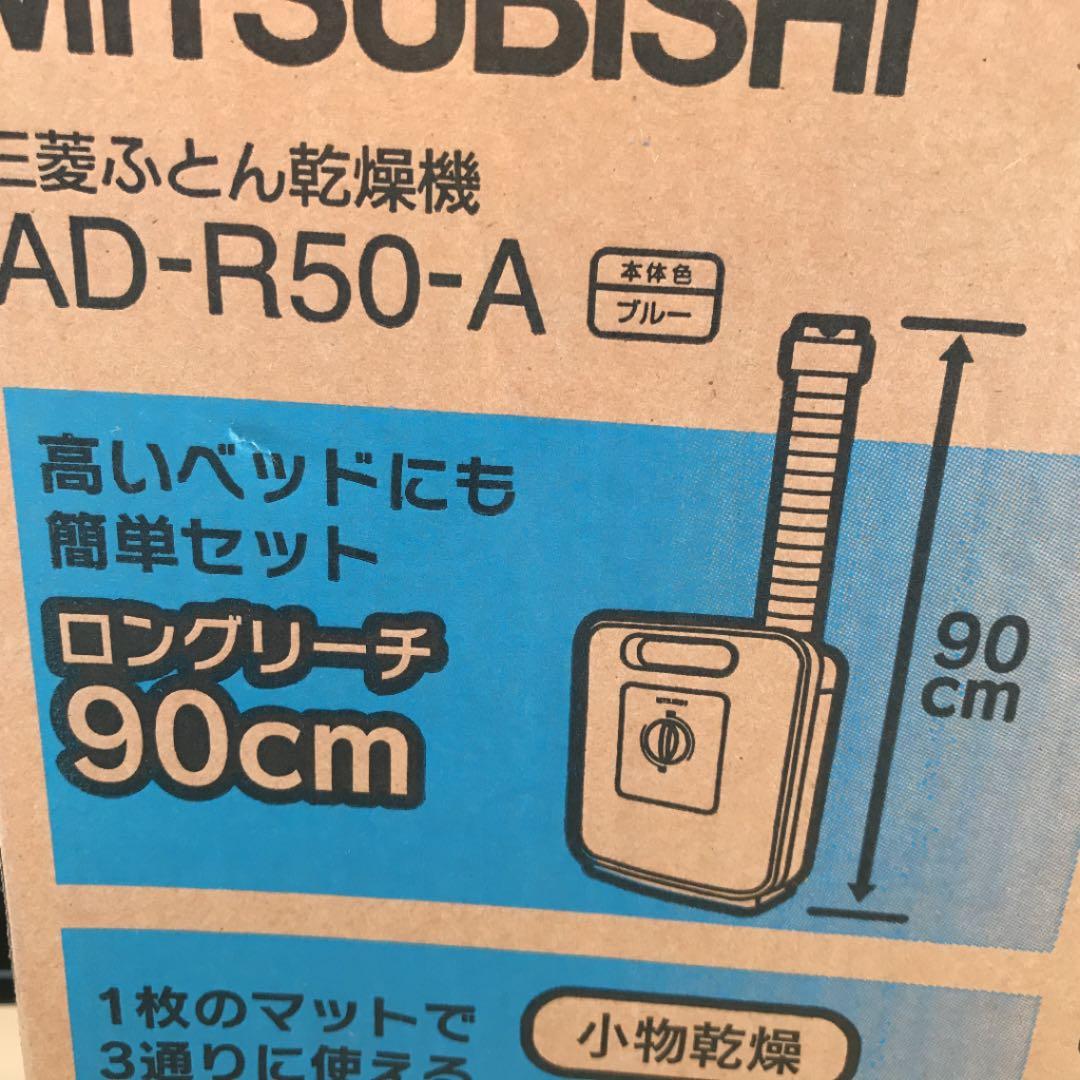 MITSUBISHI
三菱ふとん乾燥機
AD-R50-A
本体色
ブルー
高いベッドにも
簡単セット
ロングリーチ
90cm
90
cm
1枚のマットで
3通りに使える
小物乾燥